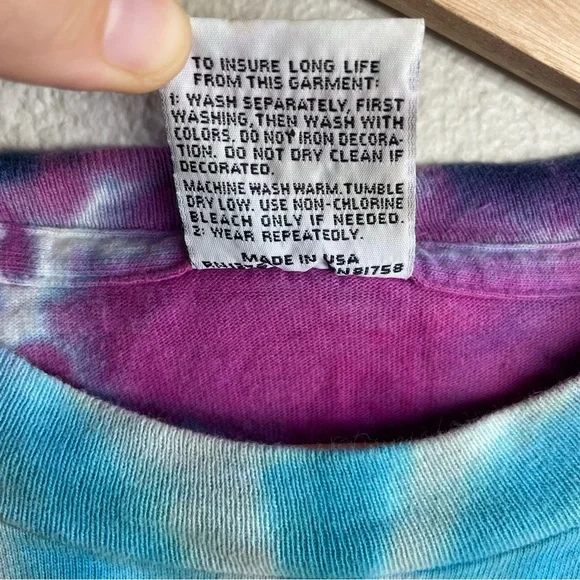 TO INSURE LONG LIFE
FROM THIS GARMENT:
1: WASH SEPARATELY, FIRST
WASHING, THEN WASH WITH
COLORS. DO NOT IRON DECORA-
TION. DO NOT DRY CLEAN IF
DECORATED.
MACHINE WASH WARM. TUMBLE
DRY LOW. USE NON-CHLORINE
BLEACH ONLY IF NEEDED.
2: WEAR REPEATEDLY.
MADE IN USA